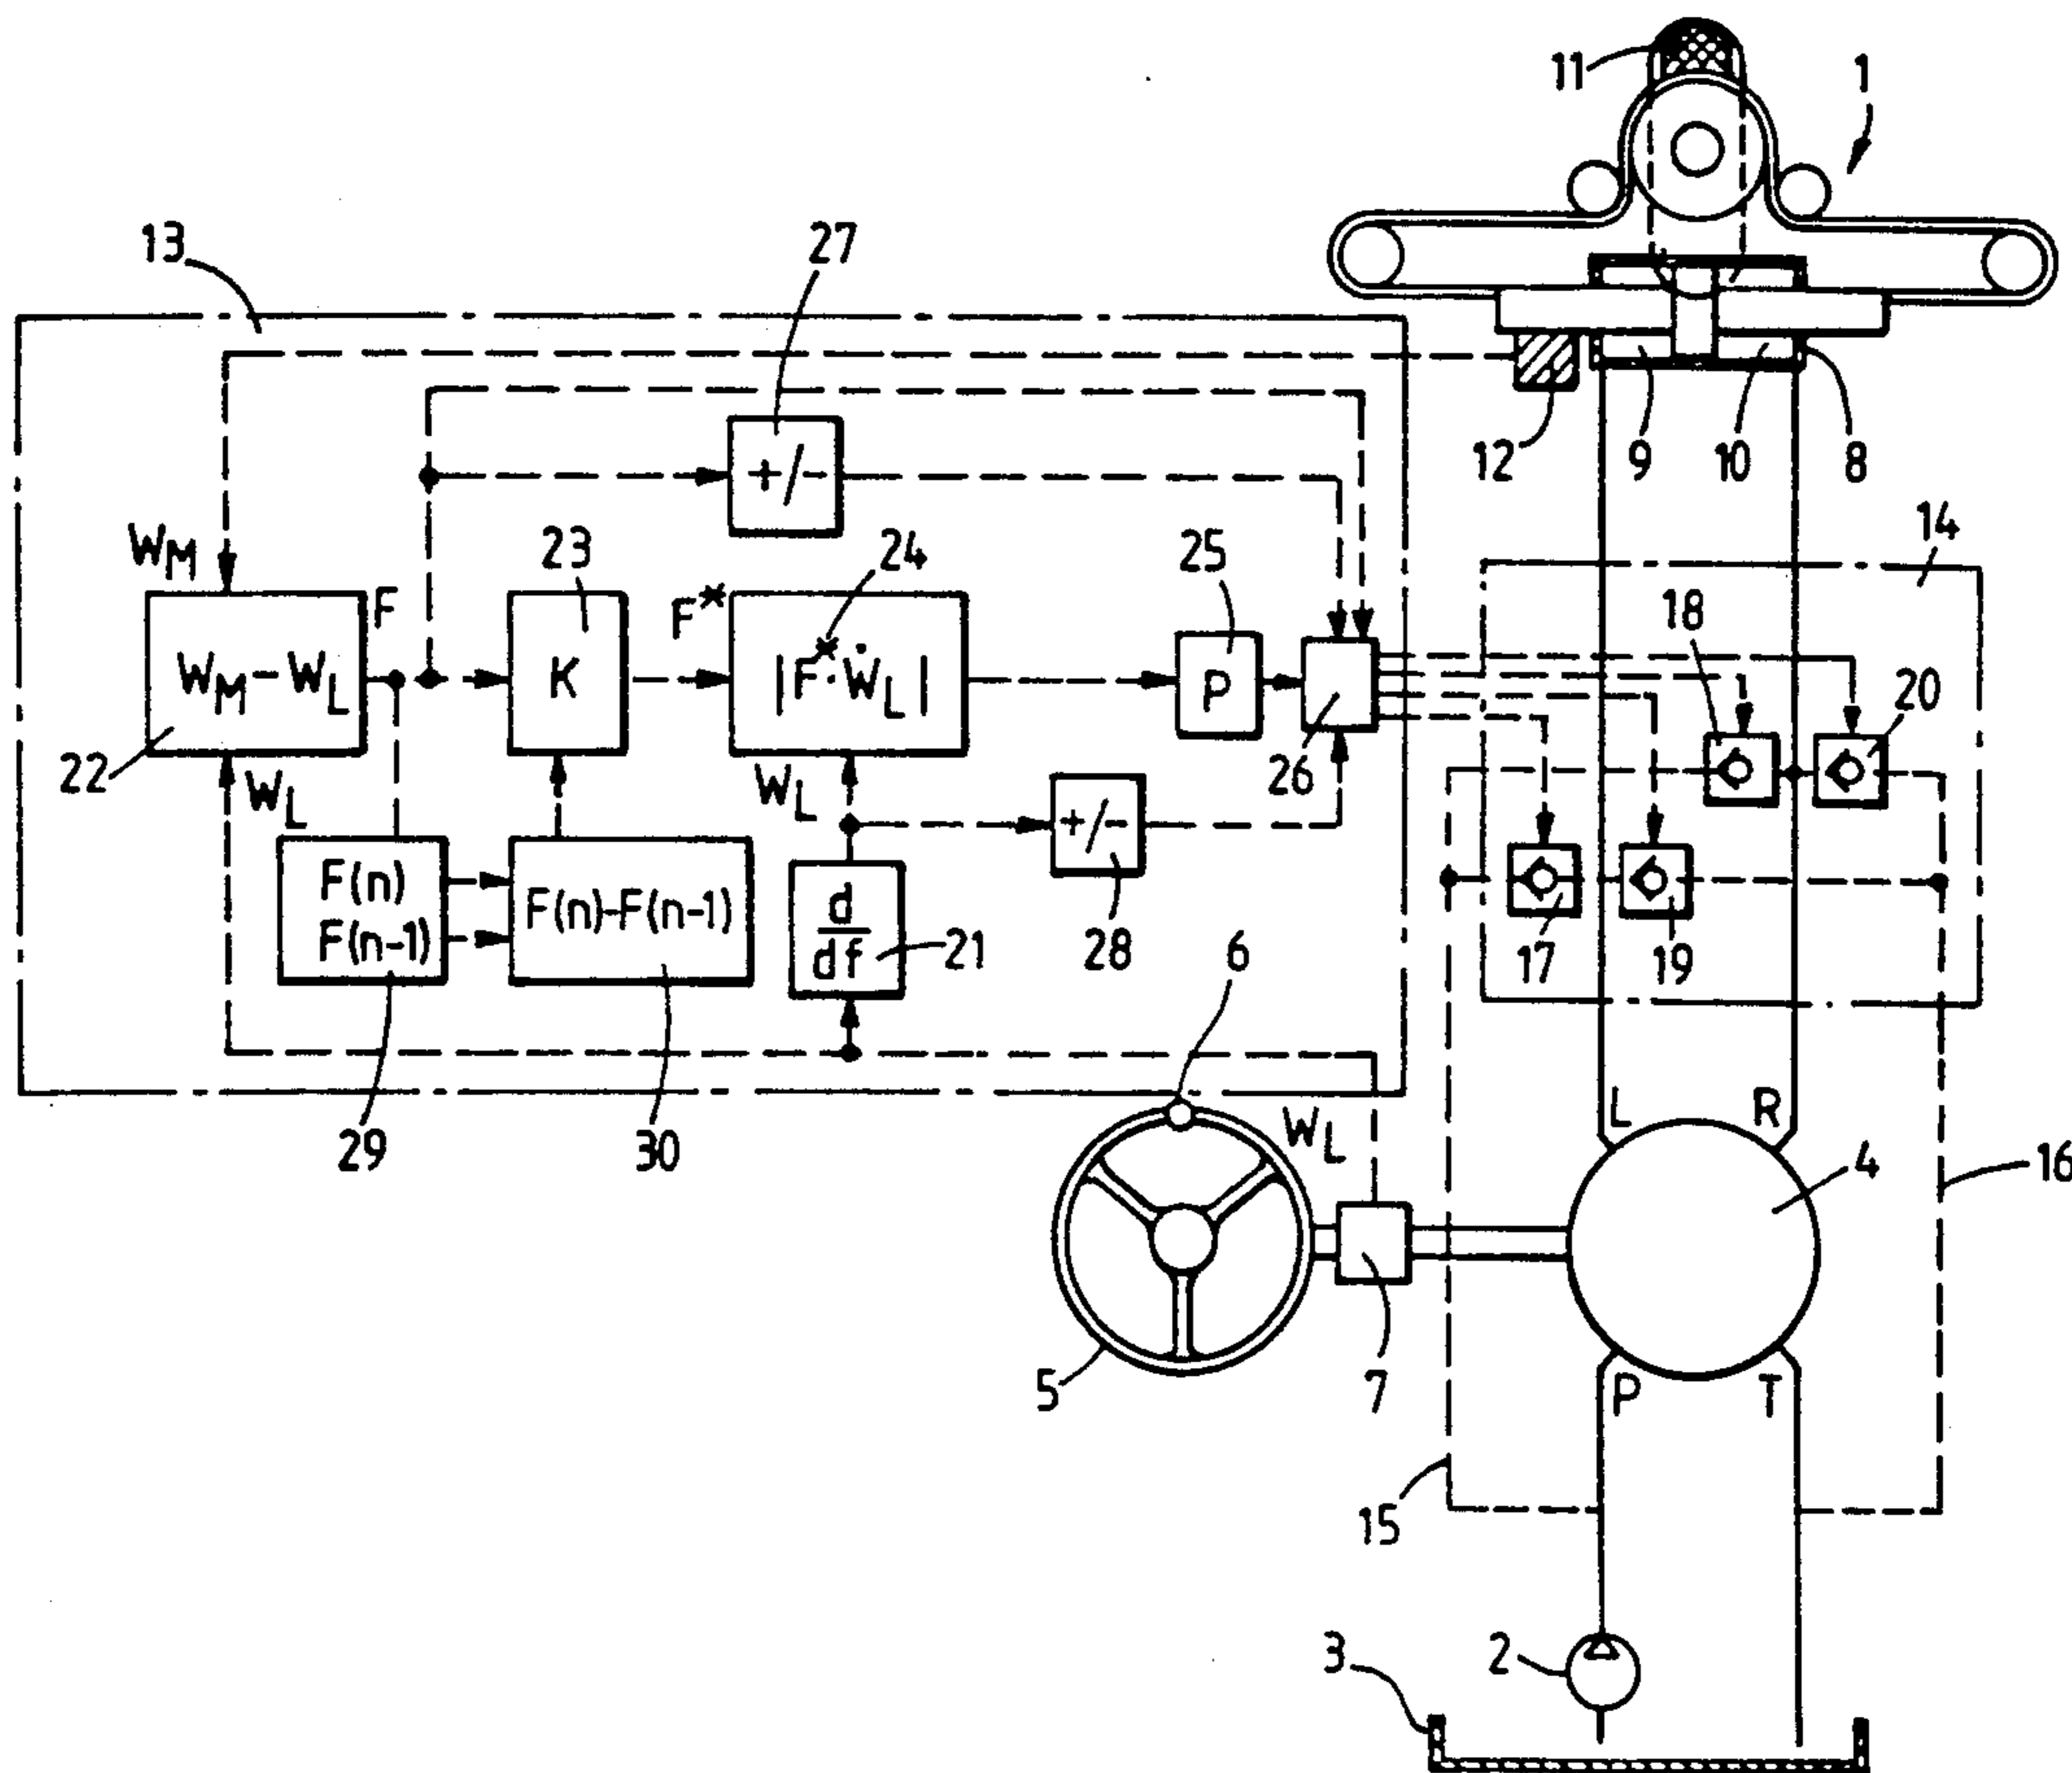 11
1
27
13
12
9
10
8
14
W_M
F
23
F*
24
25
18
20
W_M – W_L
K
|F* · Ẇ_L|
P
+/-
22
W_L
W_L
26
+/-
F(n)
F(n-1)
F(n)-F(n-1)
d
df
21
28
6
17
19
29
30
W_L
L
R
4
16
5
7
P
T
15
3
2